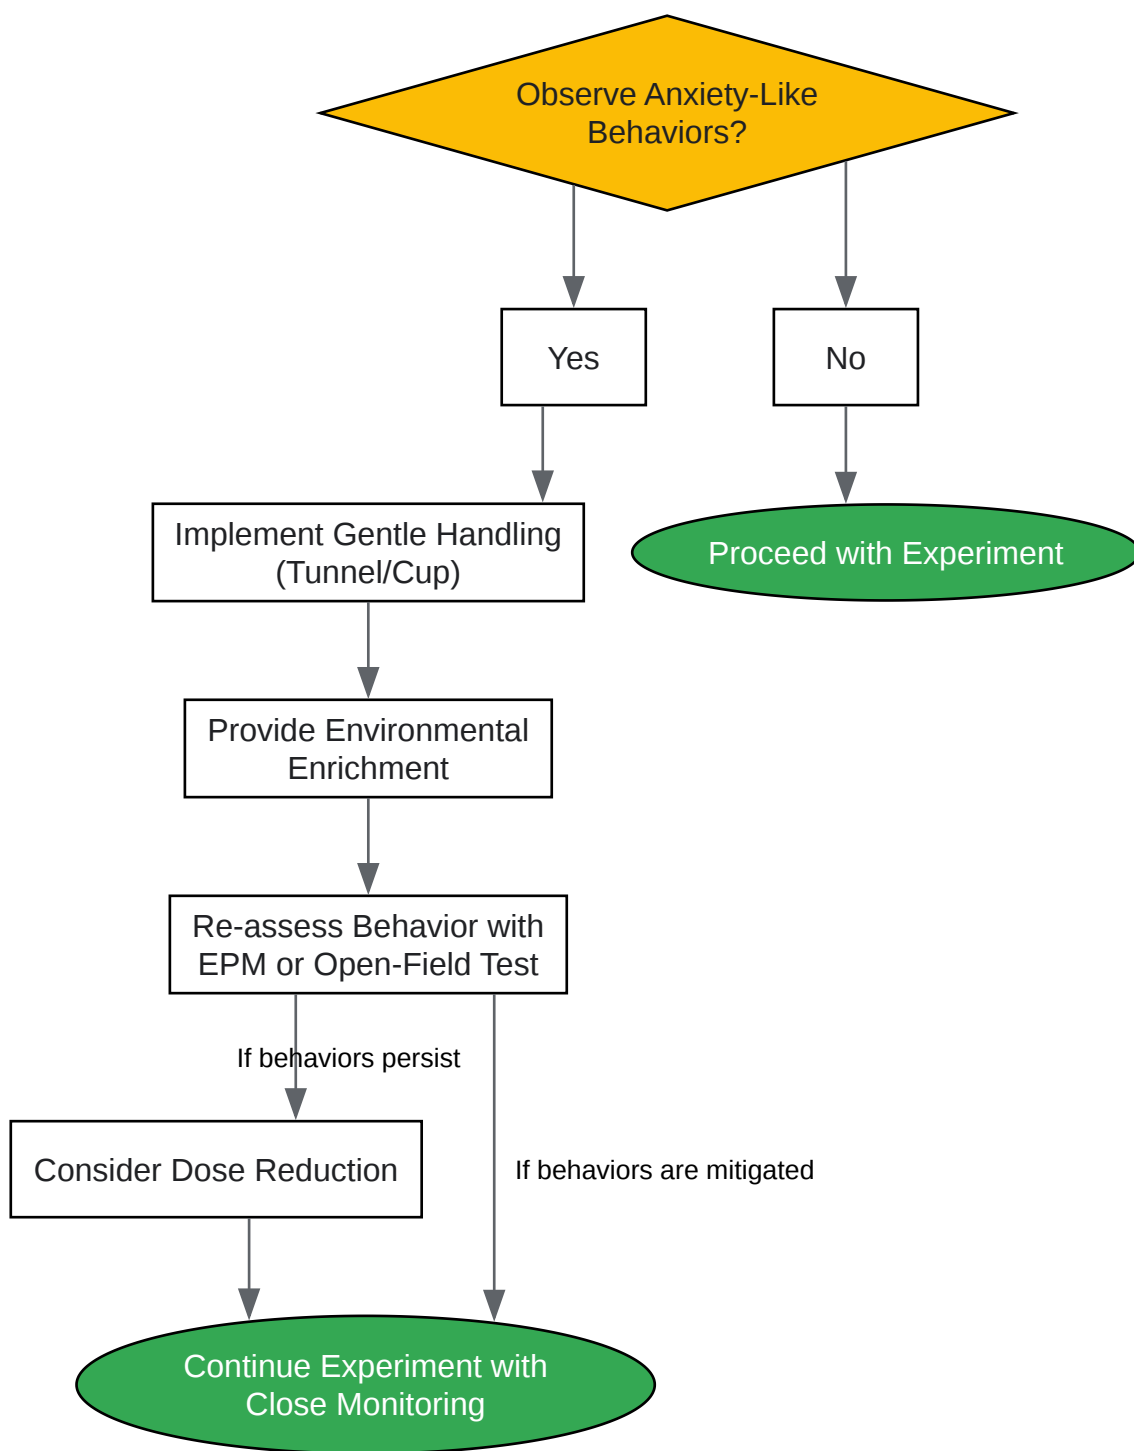 Observe Anxiety-Like
Behaviors?
Yes
No
Implement Gentle Handling
(Tunnel/Cup)
Proceed with Experiment
Provide Environmental
Enrichment
Re-assess Behavior with
EPM or Open-Field Test
If behaviors persist
Consider Dose Reduction
If behaviors are mitigated
Continue Experiment with
Close Monitoring